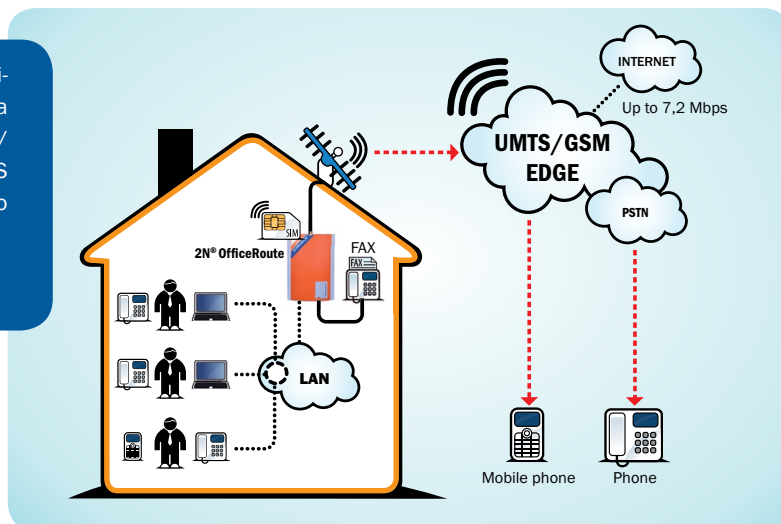 i-
a
/
S
o
INTERNET
Up to 7,2 Mbps
UMTS/GSM
EDGE
PSTN
SIM
2N® OfficeRoute
FAX
FAX
LAN
Mobile phone
Phone